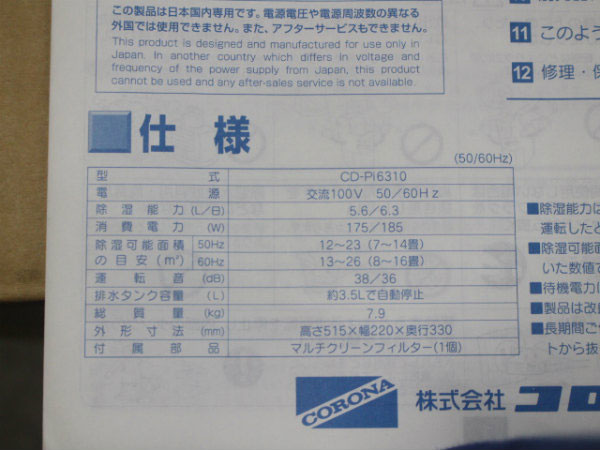 この製品は日本国内専用です。電源電圧や電源周波数の異なる
外国では使用できません。また、アフターサービスもできません。
This product is designed and manufactured for use only in
Japan. In another country which differs in voltage and
frequency of the power supply from Japan, this product
cannot be used and any after-sales service is not available.
11 このよう
12 修理・保
仕様
(50/60Hz)
型式 CD-Pi6310
電源 交流100V 50/60Hz
除湿能力(L/日) 5.6/6.3
消費電力(W) 175/185
除湿可能面積の目安(m²) 50Hz 12〜23(7〜14畳)
60Hz 13〜26(8〜16畳)
運転音(dB) 38/36
排水タンク容量(L) 約3.5Lで自動停止
総質量(kg) 7.9
外形寸法(mm) 高さ515×幅220×奥行330
付属部品 マルチクリーンフィルター(1個)
■除湿能力は
運転したと
■除湿可能面
いた数値で
■待機電力は
■製品は改良
■長期間ご使
トから抜
CORONA
株式会社コロ